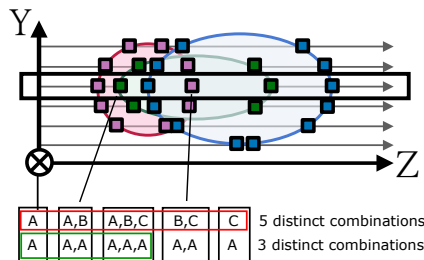 Y
Z
A A,B A,B,C B,C C 5 distinct combinations
A A,A A,A,A A,A A 3 distinct combinations